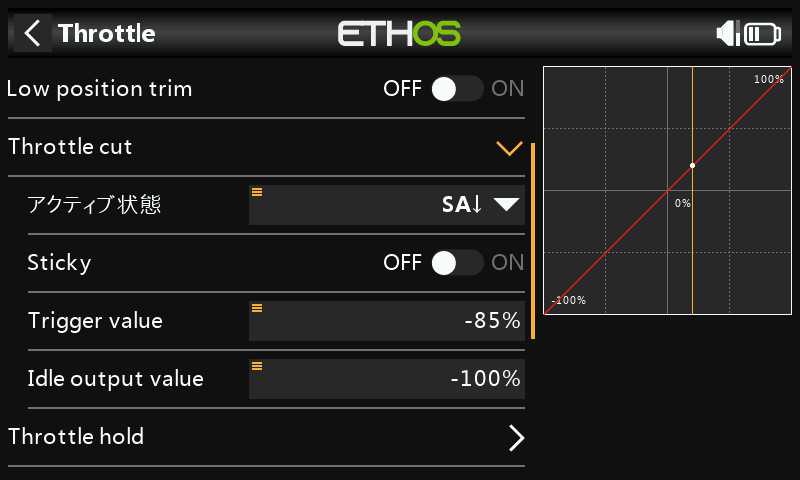 Throttle
ETHOS
Low position trim OFF ON
Throttle cut
アクティブ状態 SA↓
Sticky OFF ON
Trigger value -85%
Idle output value -100%
Throttle hold
100%
0%
-100%